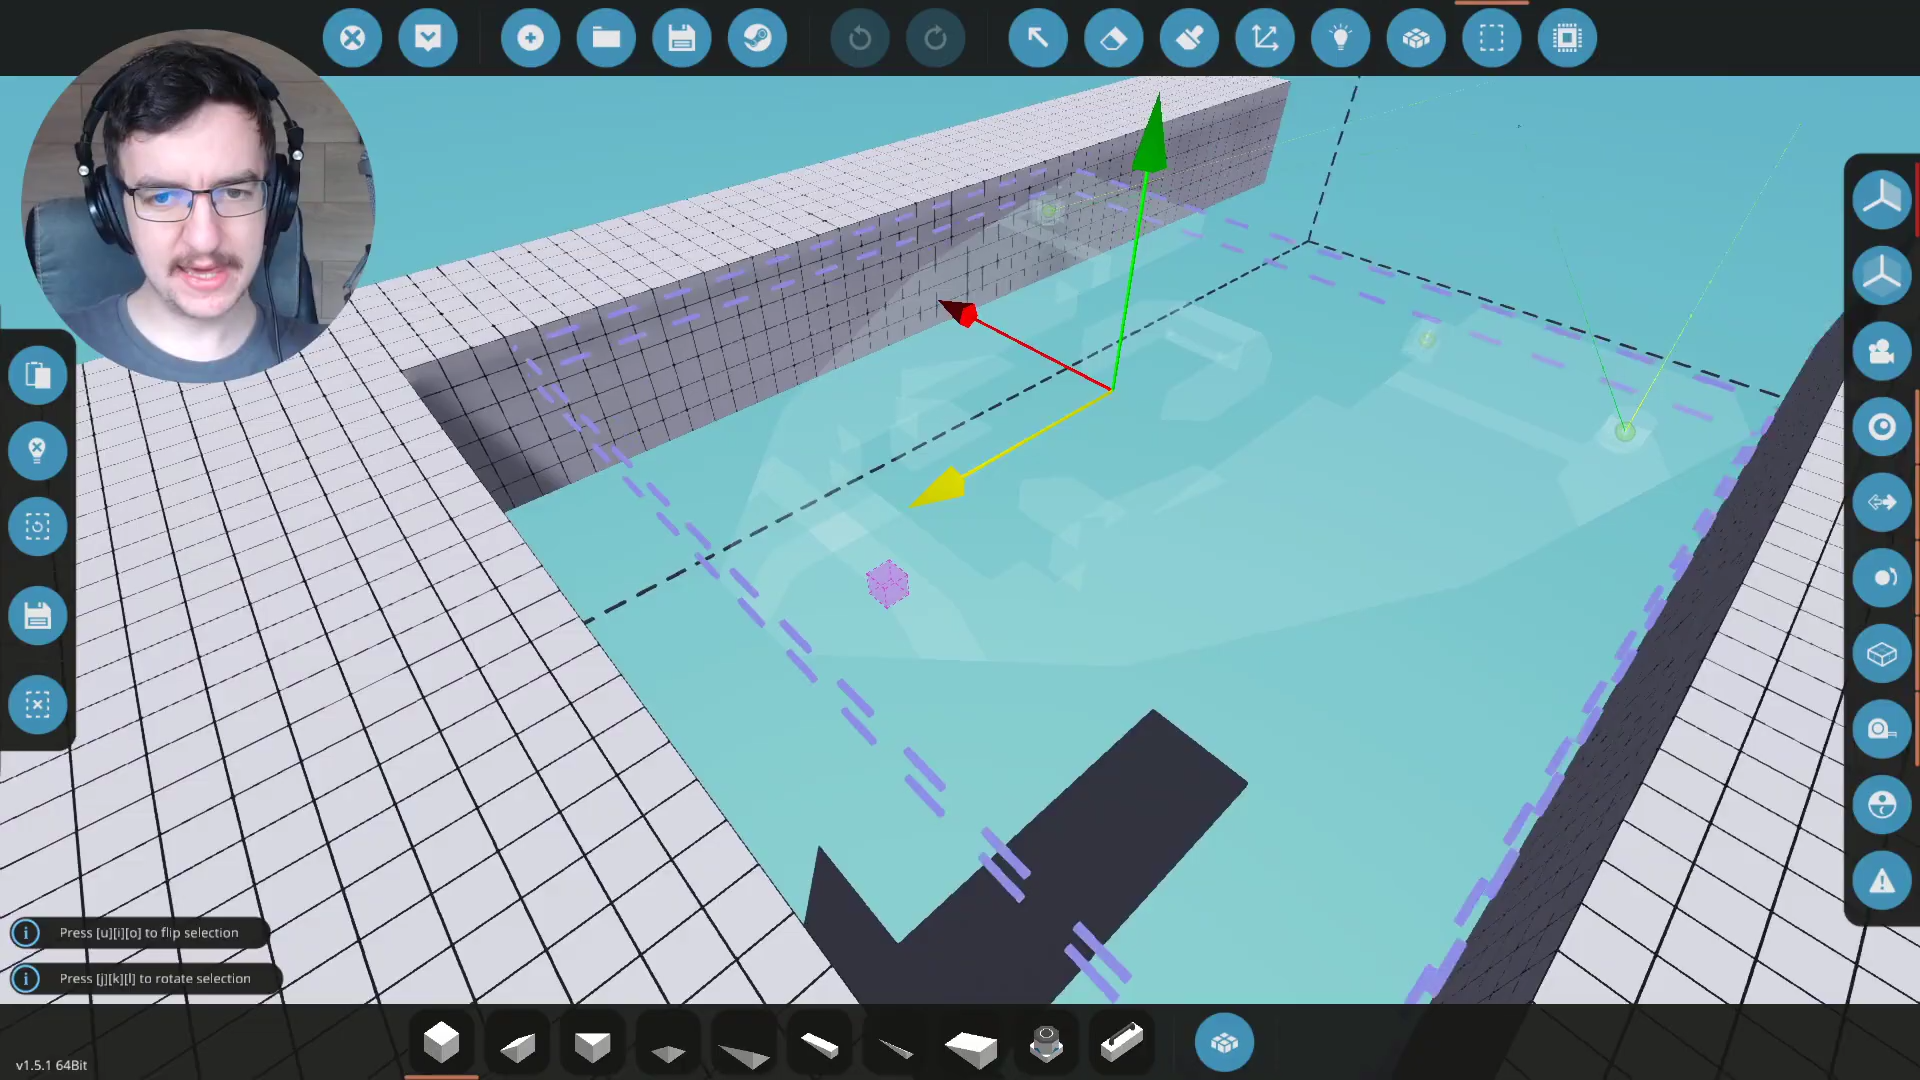 Press [u][i][o] to flip selection
Press [j][k][l] to rotate selection
v1.5.1 64Bit